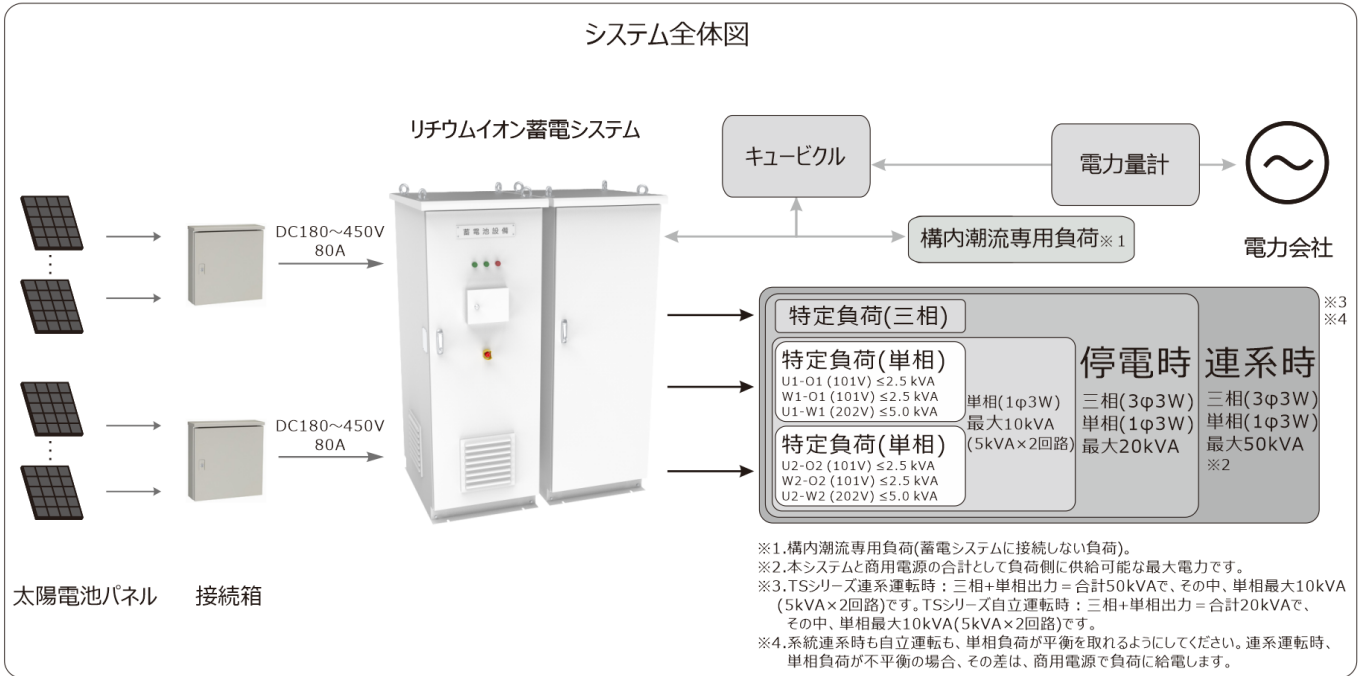 システム全体図
リチウムイオン蓄電システム
キュービクル
電力量計
電力会社
構内潮流専用負荷※1
DC180～450V
80A
蓄電池設備
DC180～450V
80A
太陽電池パネル
接続箱
特定負荷(三相)
特定負荷(単相)
U1-O1 (101V) ≤2.5 kVA
W1-O1 (101V) ≤2.5 kVA
U1-W1 (202V) ≤5.0 kVA
特定負荷(単相)
U2-O2 (101V) ≤2.5 kVA
W2-O2 (101V) ≤2.5 kVA
U2-W2 (202V) ≤5.0 kVA
単相(1φ3W)
最大10kVA
(5kVA×2回路)
停電時
三相(3φ3W)
単相(1φ3W)
最大20kVA
連系時
三相(3φ3W)
単相(1φ3W)
最大50kVA
※2
※3
※4
※1.構内潮流専用負荷(蓄電システムに接続しない負荷)。
※2.本システムと商用電源の合計として負荷側に供給可能な最大電力です。
※3.TSシリーズ連系運転時：三相+単相出力＝合計50kVAで、その中、単相最大10kVA
(5kVA×2回路)です。TSシリーズ自立運転時：三相+単相出力＝合計20kVAで、
その中、単相最大10kVA(5kVA×2回路)です。
※4.系統連系時も自立運転も、単相負荷が平衡を取れるようにしてください。連系運転時、
単相負荷が不平衡の場合、その差は、商用電源で負荷に給電します。